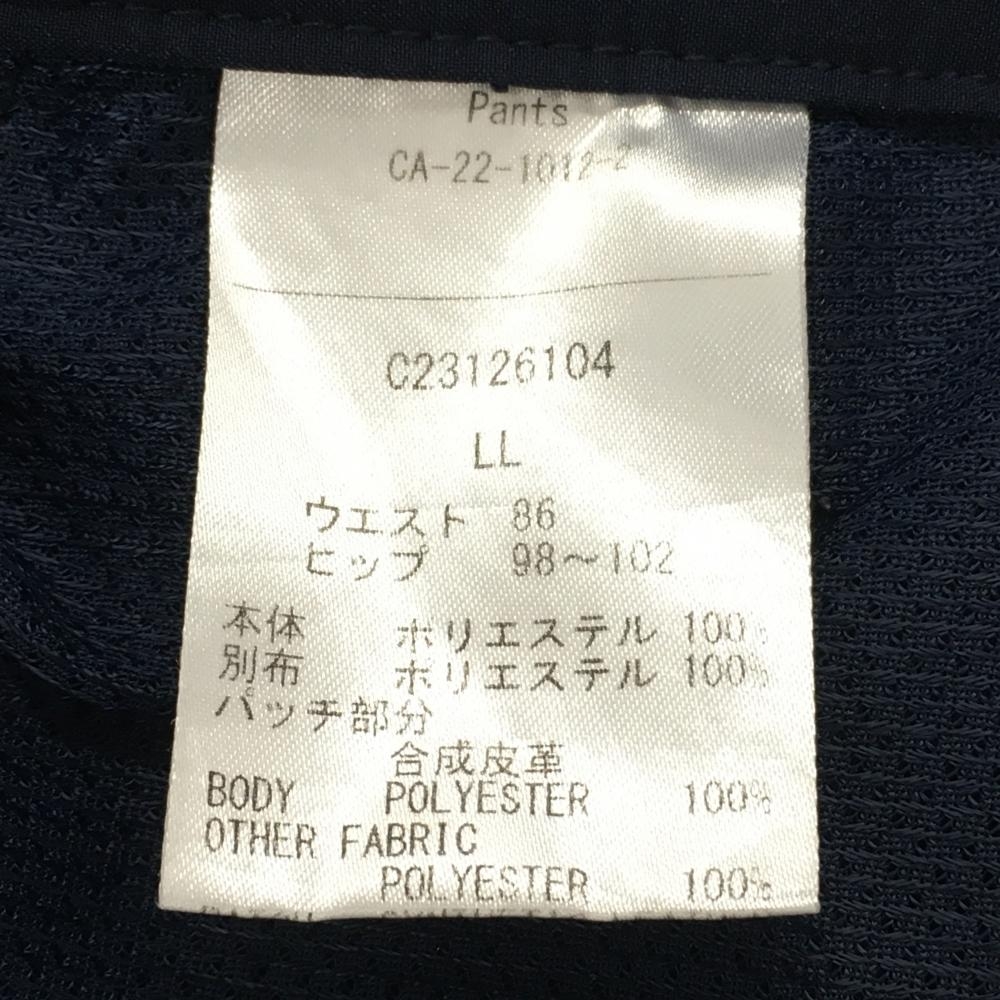 Pants
CA-22-1012-2
C23126104
LL
ウエスト 86
ヒップ 98～102
本体 ポリエステル 100%
別布 ポリエステル 100%
パッチ部分
合成皮革
BODY POLYESTER 100%
OTHER FABRIC
POLYESTER 100%